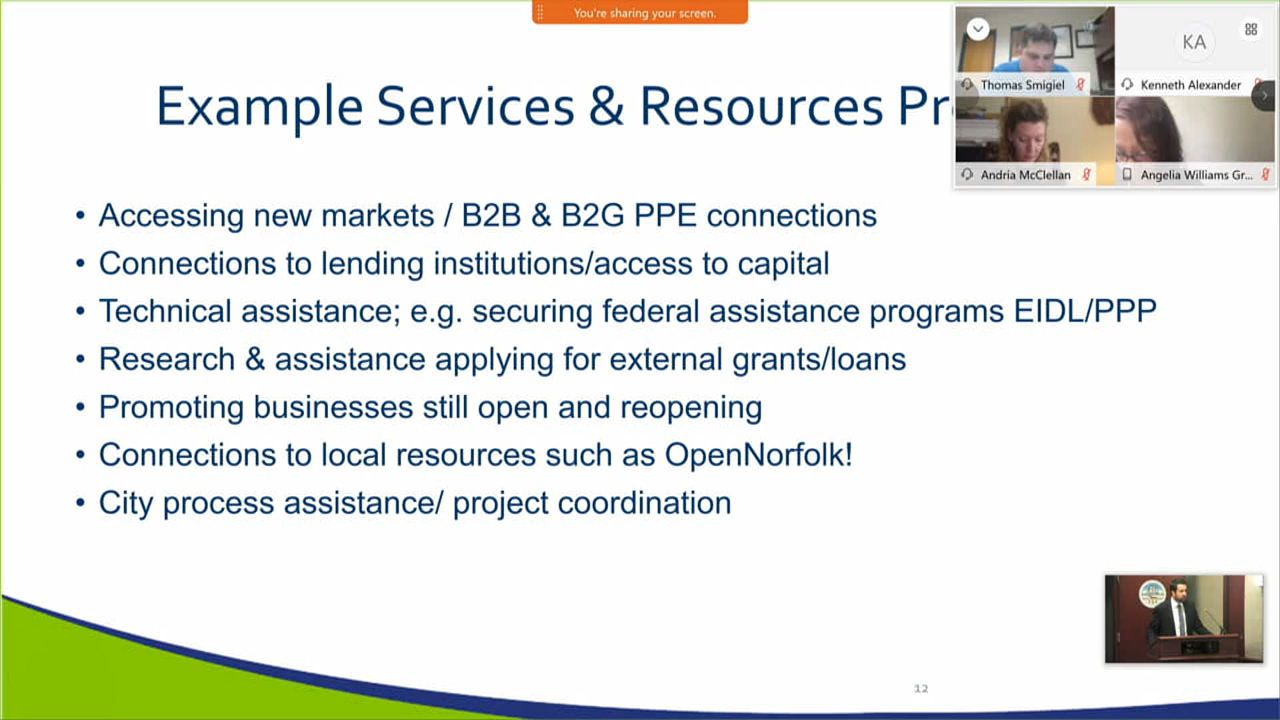 You're sharing your screen.
KA
Thomas Smigiel
Kenneth Alexander
Example Services & Resources Pr
Andria McClellan
Angelia Williams Gr...
• Accessing new markets / B2B & B2G PPE connections
• Connections to lending institutions/access to capital
• Technical assistance; e.g. securing federal assistance programs EIDL/PPP
• Research & assistance applying for external grants/loans
• Promoting businesses still open and reopening
• Connections to local resources such as OpenNorfolk!
• City process assistance/ project coordination
12